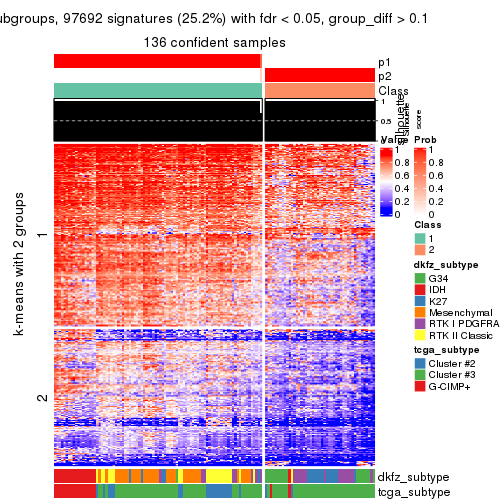 ubgroups, 97692 signatures (25.2%) with fdr < 0.05, group_diff > 0.1
136 confident samples
p1
p2
Class
1
0.5
0
Silhouette
score
k-means with 2 groups
1
2
Value
1
0.8
0.6
0.4
0.2
0
Prob
1
0.8
0.6
0.4
0.2
0
Class
1
2
dkfz_subtype
G34
IDH
K27
Mesenchymal
RTK I PDGFRA
RTK II Classic
tcga_subtype
Cluster #2
Cluster #3
G-CIMP+
dkfz_subtype
tcga_subtype